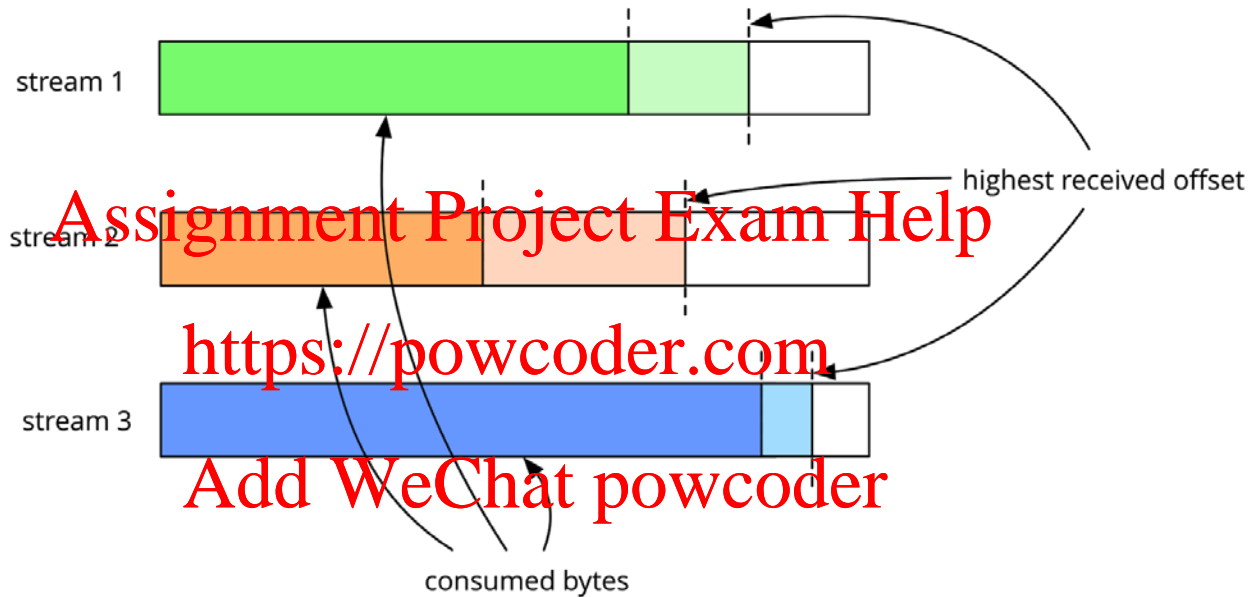 stream 1
highest received offset
Assignment Project Exam Help
stream 2
https://powcoder.com
stream 3
Add WeChat powcoder
consumed bytes